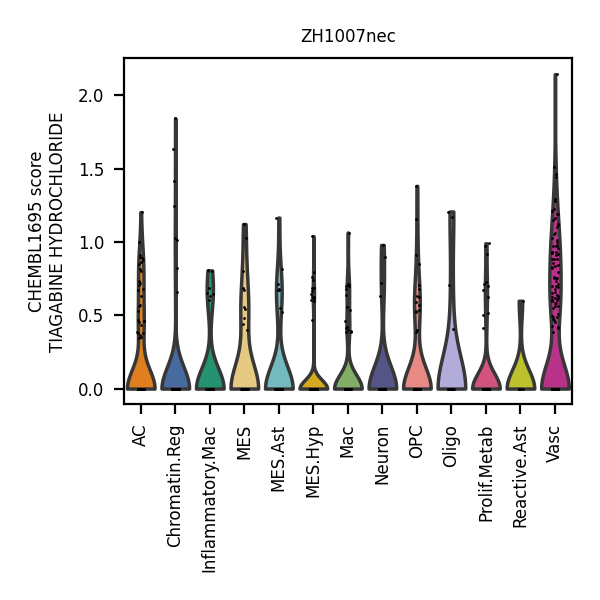 ZH1007nec
CHEMBL1695 score
TIAGABINE HYDROCHLORIDE
2.0
1.5
1.0
0.5
0.0
AC
Chromatin.Reg
Inflammatory.Mac
MES
MES.Ast
MES.Hyp
Mac
Neuron
OPC
Oligo
Prolif.Metab
Reactive.Ast
Vasc